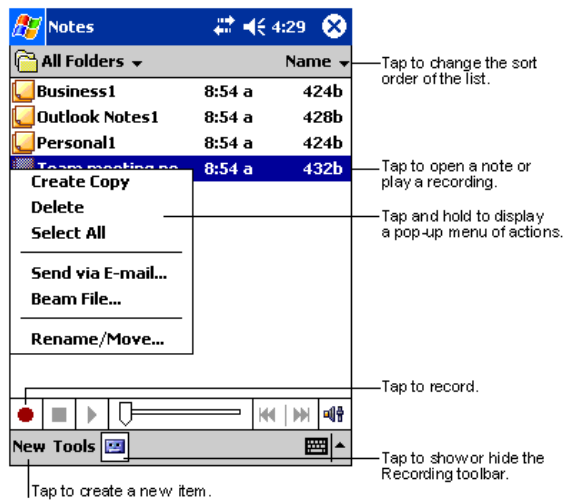 Notes 4:29
All Folders Name
Tap to change the sort
order of the list.
Business1 8:54 a 424b
Outlook Notes1 8:54 a 428b
Personal1 8:54 a 424b
Team meeting no 8:54 a 432b
Tap to open a note or
play a recording.
Create Copy
Delete
Select All
Send via E-mail...
Beam File...
Rename/Move...
Tap and hold to display
a pop-up menu of actions.
Tap to record.
New Tools
Tap to show or hide the
Recording toolbar.
Tap to create a new item.